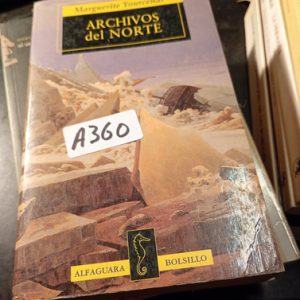 Marguerite Yourcenar
ARCHIVOS
del NORTE
A360
ALFAGUARA
BOLSILLO